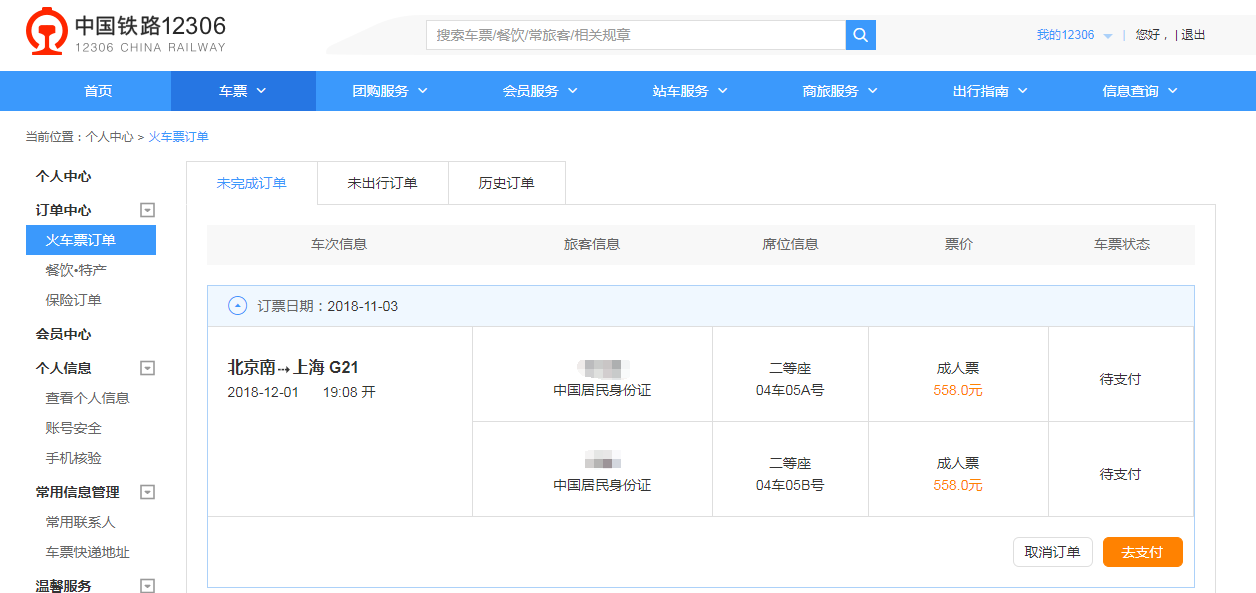 中国铁路12306
12306 CHINA RAILWAY
搜索车票/餐饮/常旅客/相关规章
我的12306 | 您好， | 退出
首页 车票 团购服务 会员服务 站车服务 商旅服务 出行指南 信息查询
当前位置：个人中心 > 火车票订单
个人中心
订单中心
火车票订单
餐饮•特产
保险订单
会员中心
个人信息
查看个人信息
账号安全
手机核验
常用信息管理
常用联系人
车票快递地址
温馨服务
未完成订单 未出行订单 历史订单
车次信息 旅客信息 席位信息 票价 车票状态
订票日期：2018-11-03
北京南→上海 G21
2018-12-01 19:08 开
中国居民身份证
二等座
04车05A号
成人票
558.0元
待支付
中国居民身份证
二等座
04车05B号
成人票
558.0元
待支付
取消订单 去支付